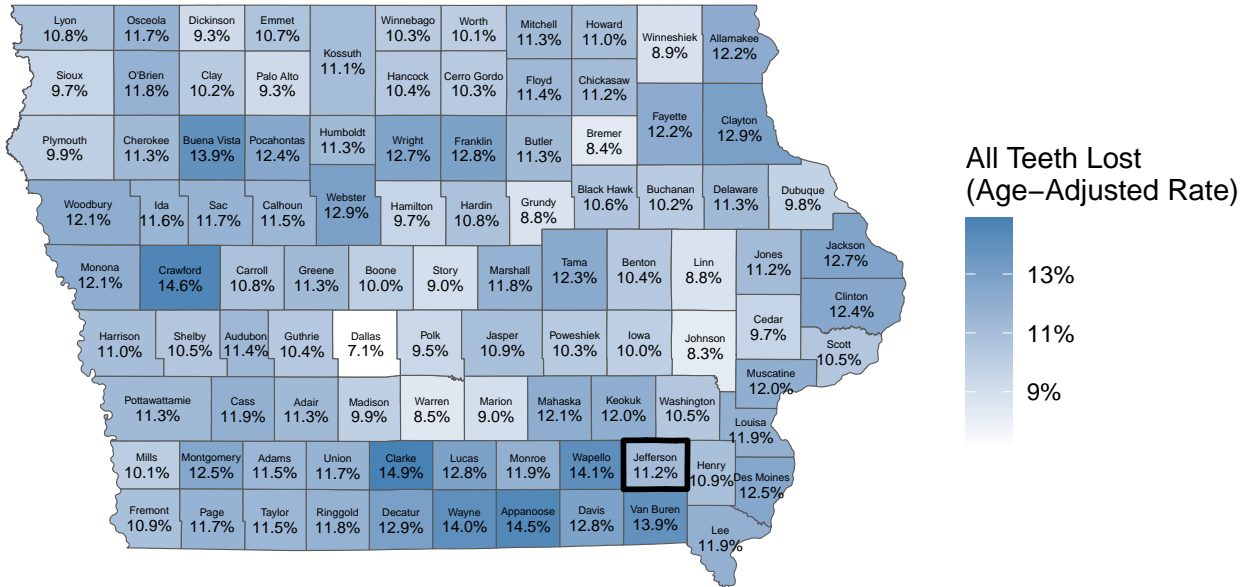 Lyon
10.8%
Osceola
11.7%
Dickinson
9.3%
Emmet
10.7%
Kossuth
11.1%
Winnebago
10.3%
Worth
10.1%
Mitchell
11.3%
Howard
11.0%
Winneshiek
8.9%
Allamakee
12.2%
Sioux
9.7%
O'Brien
11.8%
Clay
10.2%
Palo Alto
9.3%
Hancock
10.4%
Cerro Gordo
10.3%
Floyd
11.4%
Chickasaw
11.2%
Fayette
12.2%
Clayton
12.9%
Plymouth
9.9%
Cherokee
11.3%
Buena Vista
13.9%
Pocahontas
12.4%
Humboldt
11.3%
Wright
12.7%
Franklin
12.8%
Butler
11.3%
Bremer
8.4%
Woodbury
12.1%
Ida
11.6%
Sac
11.7%
Calhoun
11.5%
Webster
12.9%
Hamilton
9.7%
Hardin
10.8%
Grundy
8.8%
Black Hawk
10.6%
Buchanan
10.2%
Delaware
11.3%
Dubuque
9.8%
Monona
12.1%
Crawford
14.6%
Carroll
10.8%
Greene
11.3%
Boone
10.0%
Story
9.0%
Marshall
11.8%
Tama
12.3%
Benton
10.4%
Linn
8.8%
Jones
11.2%
Jackson
12.7%
Clinton
12.4%
Harrison
11.0%
Shelby
10.5%
Audubon
11.4%
Guthrie
10.4%
Dallas
7.1%
Polk
9.5%
Jasper
10.9%
Poweshiek
10.3%
Iowa
10.0%
Johnson
8.3%
Cedar
9.7%
Scott
10.5%
Muscatine
12.0%
Pottawattamie
11.3%
Cass
11.9%
Adair
11.3%
Madison
9.9%
Warren
8.5%
Marion
9.0%
Mahaska
12.1%
Keokuk
12.0%
Washington
10.5%
Louisa
11.9%
Mills
10.1%
Montgomery
12.5%
Adams
11.5%
Union
11.7%
Clarke
14.9%
Lucas
12.8%
Monroe
11.9%
Wapello
14.1%
Jefferson
11.2%
Henry
10.9%
Des Moines
12.5%
Fremont
10.9%
Page
11.7%
Taylor
11.5%
Ringgold
11.8%
Decatur
12.9%
Wayne
14.0%
Appanoose
14.5%
Davis
12.8%
Van Buren
13.9%
Lee
11.9%
All Teeth Lost
(Age−Adjusted Rate)
13%
11%
9%